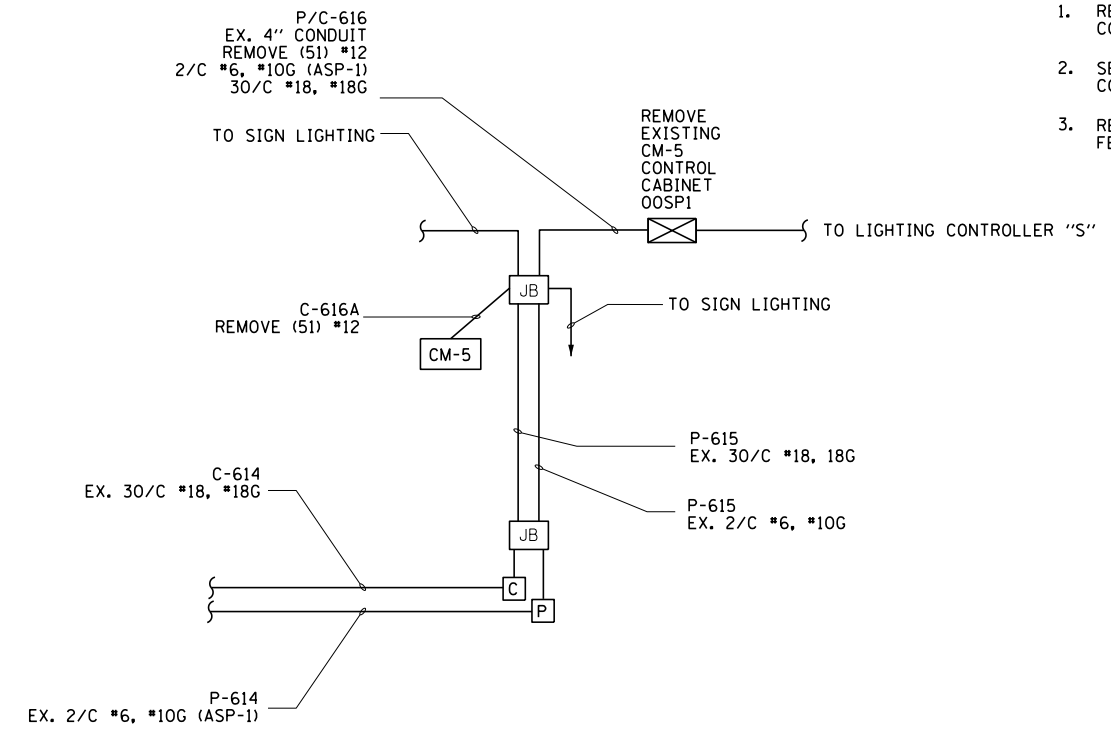 P/C-616
EX. 4" CONDUIT
REMOVE (51) #12
2/C #6, #10G (ASP-1)
30/C #18, #18G
TO SIGN LIGHTING
REMOVE
EXISTING
CM-5
CONTROL
CABINET
00SP1
TO LIGHTING CONTROLLER "S"
JB
C-616A
REMOVE (51) #12
TO SIGN LIGHTING
CM-5
P-615
EX. 30/C #18, 18G
C-614
EX. 30/C #18, #18G
P-615
EX. 2/C #6, #10G
JB
C
P
P-614
EX. 2/C #6, #10G (ASP-1)
1.
2.
3.